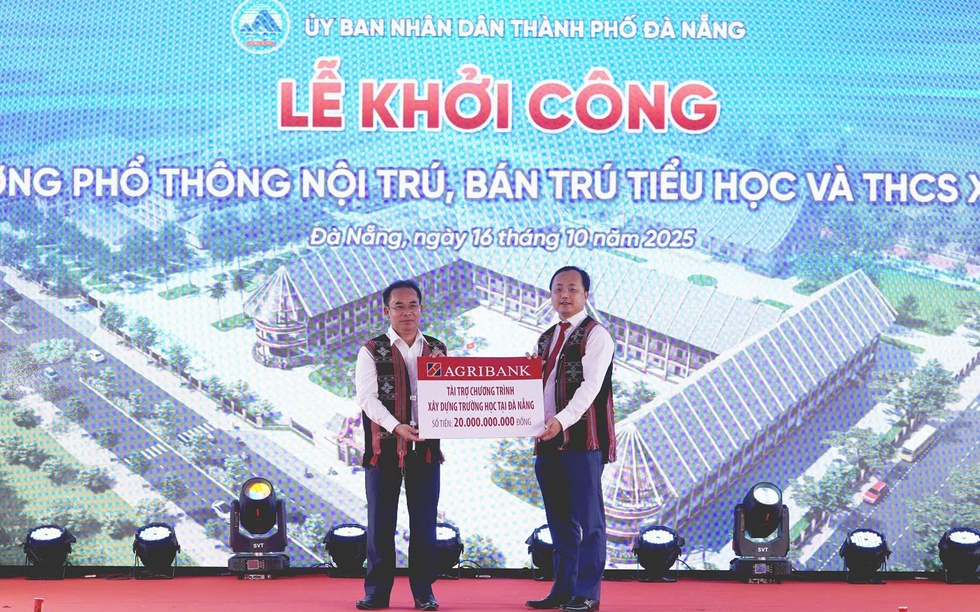 ỦY BAN NHÂN DÂN THÀNH PHỐ ĐÀ NẴNG
LỄ KHỞI CÔNG
ỜNG PHỔ THÔNG NỘI TRÚ, BÁN TRÚ TIỂU HỌC VÀ THCS X
Đà Nẵng, ngày 16 tháng 10 năm 2025
AGRIBANK
TÀI TRỢ CHƯƠNG TRÌNH
XÂY DỰNG TRƯỜNG HỌC TẠI ĐÀ NẴNG
SỐ TIỀN: 20.000.000.000 ĐỒNG
SVT
SVT